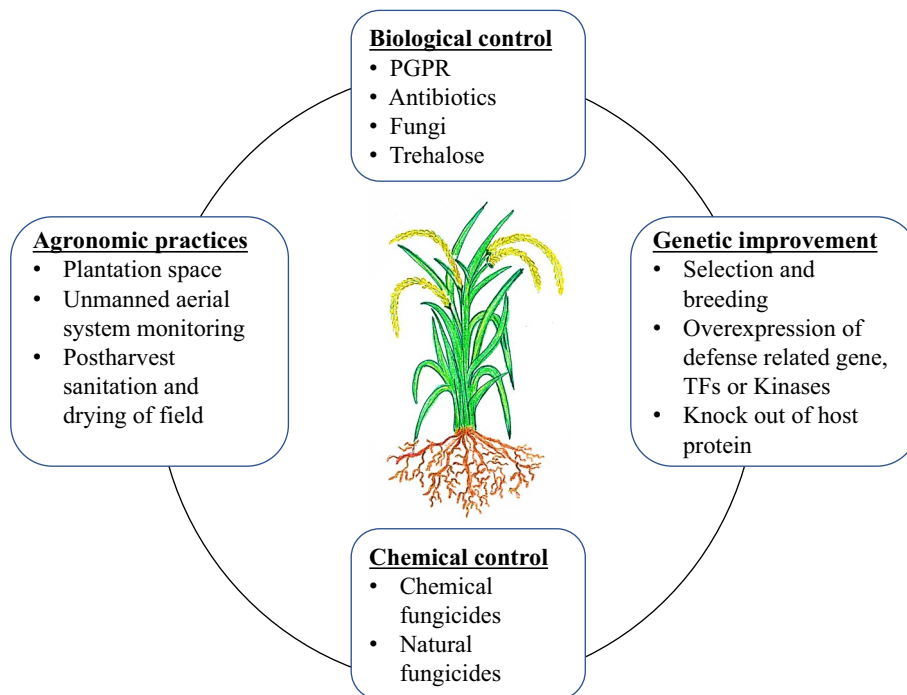 Biological control
• PGPR
• Antibiotics
• Fungi
• Trehalose
Agronomic practices
• Plantation space
• Unmanned aerial
system monitoring
• Postharvest
sanitation and
drying of field
Genetic improvement
• Selection and
breeding
• Overexpression of
defense related gene,
TFs or Kinases
• Knock out of host
protein
Chemical control
• Chemical
fungicides
• Natural
fungicides